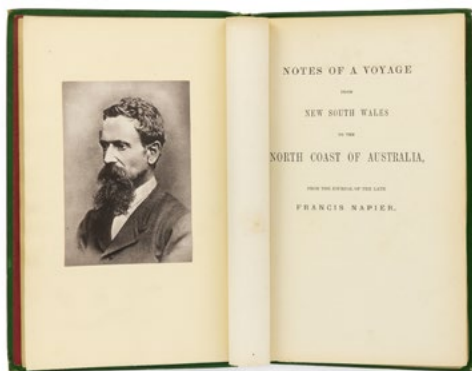 NOTES OF A VOYAGE
FROM
NEW SOUTH WALES
TO THE
NORTH COAST OF AUSTRALIA,
FROM THE JOURNAL OF THE LATE
FRANCIS NAPIER.